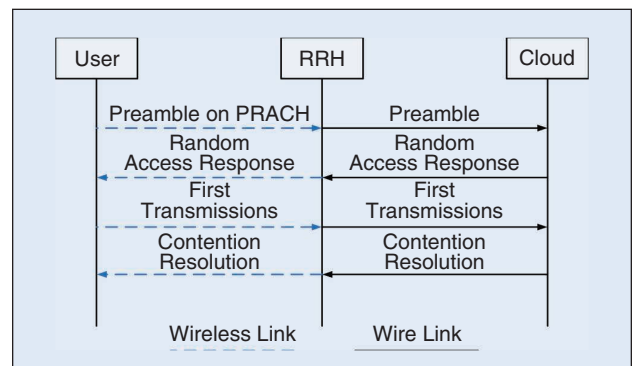 User RRH Cloud
Preamble on PRACH Preamble
Random Random
Access Response Access Response
First First
Transmissions Transmissions
Contention Contention
Resolution Resolution
Wireless Link Wire Link